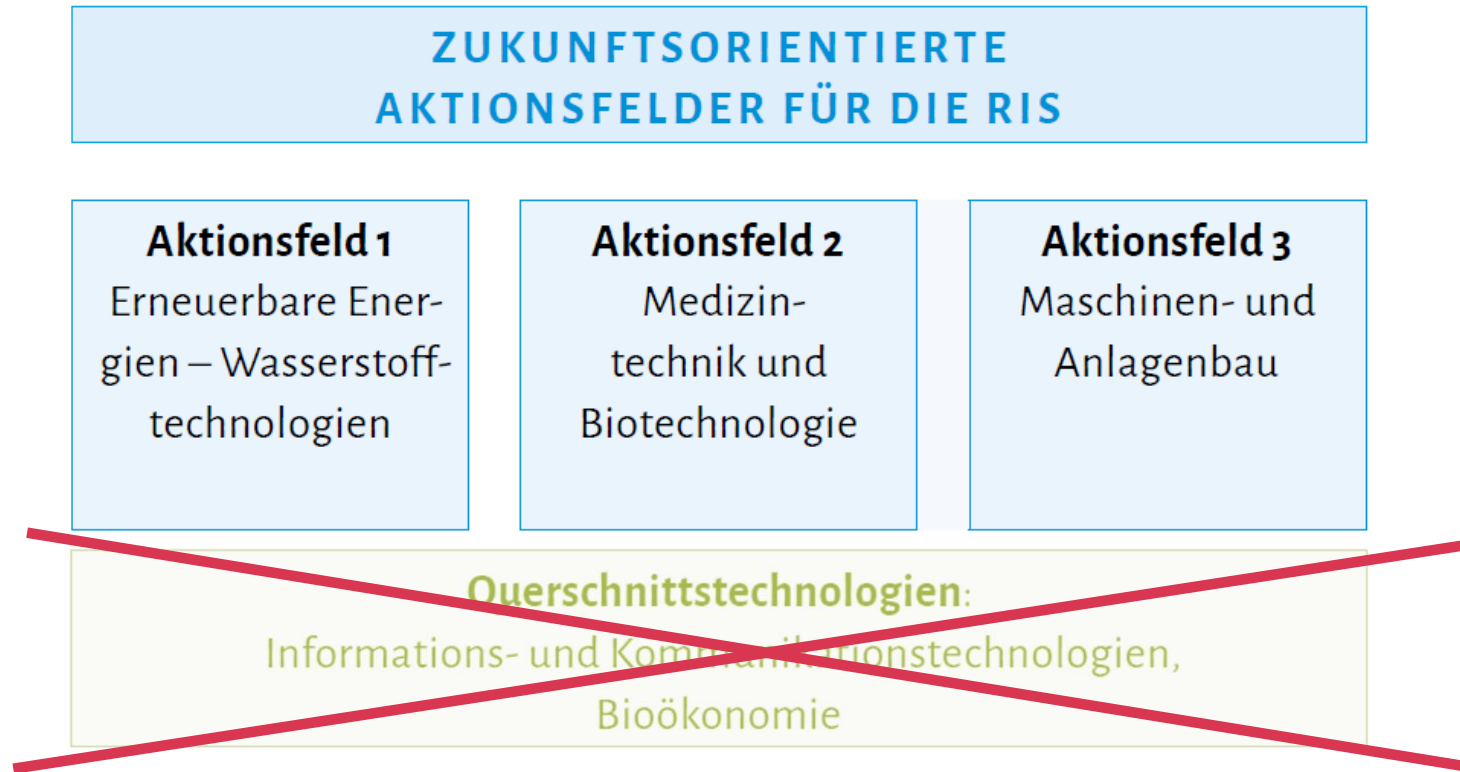 ZUKUNFTSORIENTIERTE
AKTIONSFELDER FÜR DIE RIS
Aktionsfeld 1
Erneuerbare Ener-
gien – Wasserstoff-
technologien
Aktionsfeld 2
Medizin-
technik und
Biotechnologie
Aktionsfeld 3
Maschinen- und
Anlagenbau
Querschnittstechnologien:
Informations- und Kommunikationstechnologien,
Bioökonomie